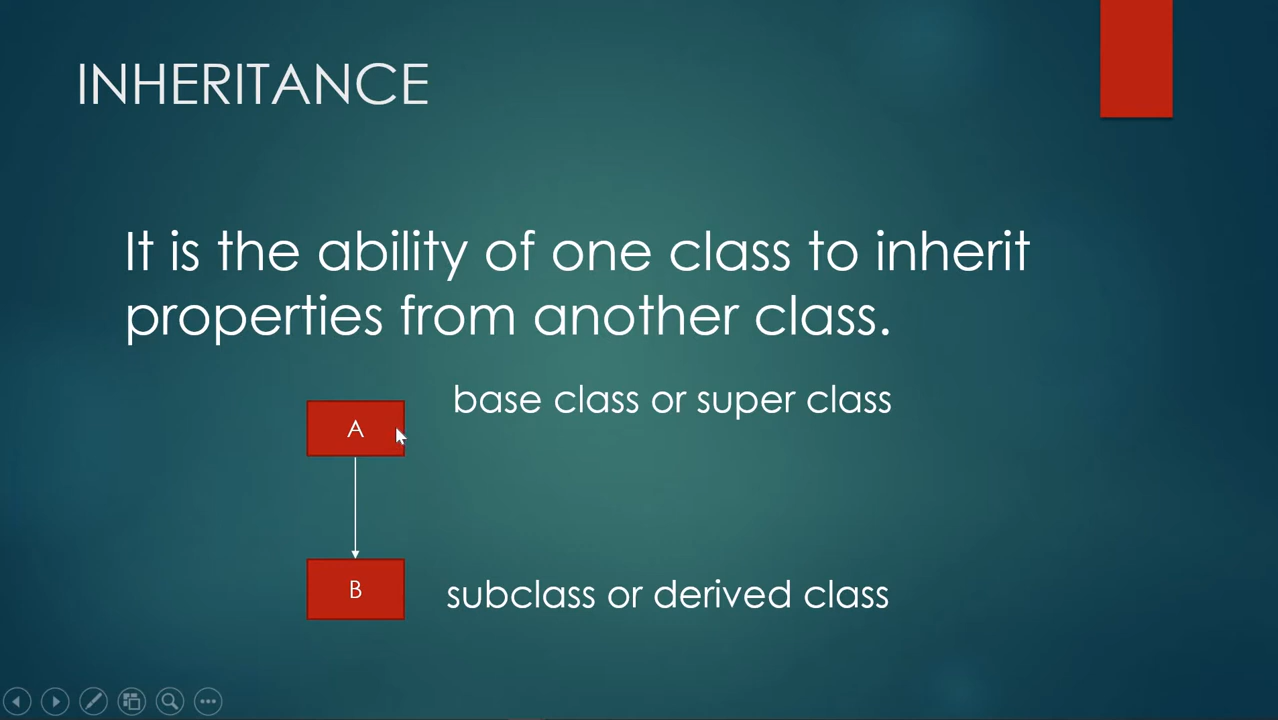 INHERITANCE
It is the ability of one class to inherit
properties from another class.
base class or super class
A
B
subclass or derived class